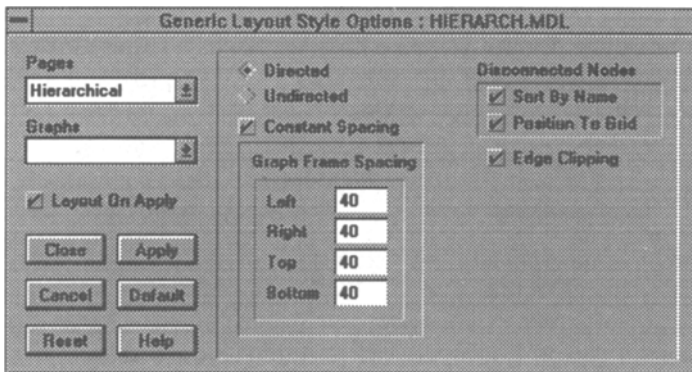 Generic Layout Style Options : HIERARCH.MDL
Pages
Hierarchical
Graphs
Layout On Apply
Close
Apply
Cancel
Default
Reset
Help
Directed
Undirected
Constant Spacing
Graph Frame Spacing
Left 40
Right 40
Top 40
Bottom 40
Disconnected Nodes
Sort By Name
Position To Grid
Edge Clipping